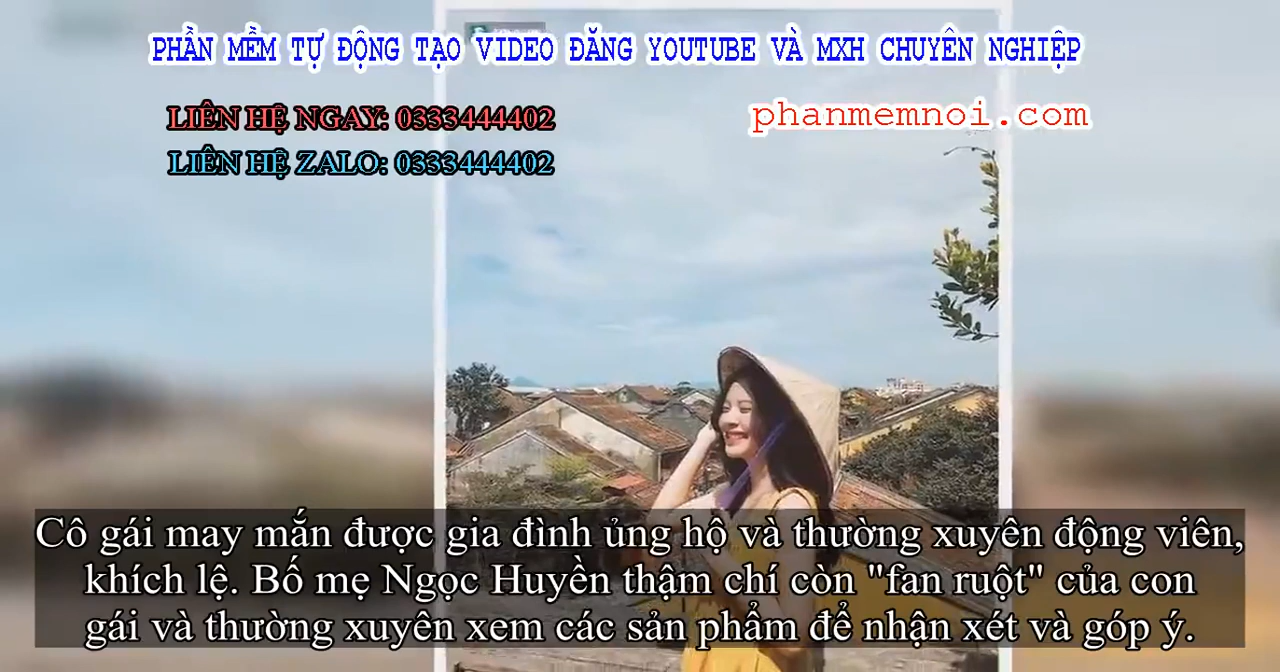 PHẦN MỀM TỰ ĐỘNG TẠO VIDEO ĐĂNG YOUTUBE VÀ MXH CHUYÊN NGHIỆP
LIÊN HỆ NGAY: 0333444402
phanmemnoi.com
LIÊN HỆ ZALO: 0333444402
Cô gái may mắn được gia đình ủng hộ và thường xuyên động viên,
khích lệ. Bố mẹ Ngọc Huyền thậm chí còn "fan ruột" của con
gái và thường xuyên xem các sản phẩm để nhận xét và góp ý.